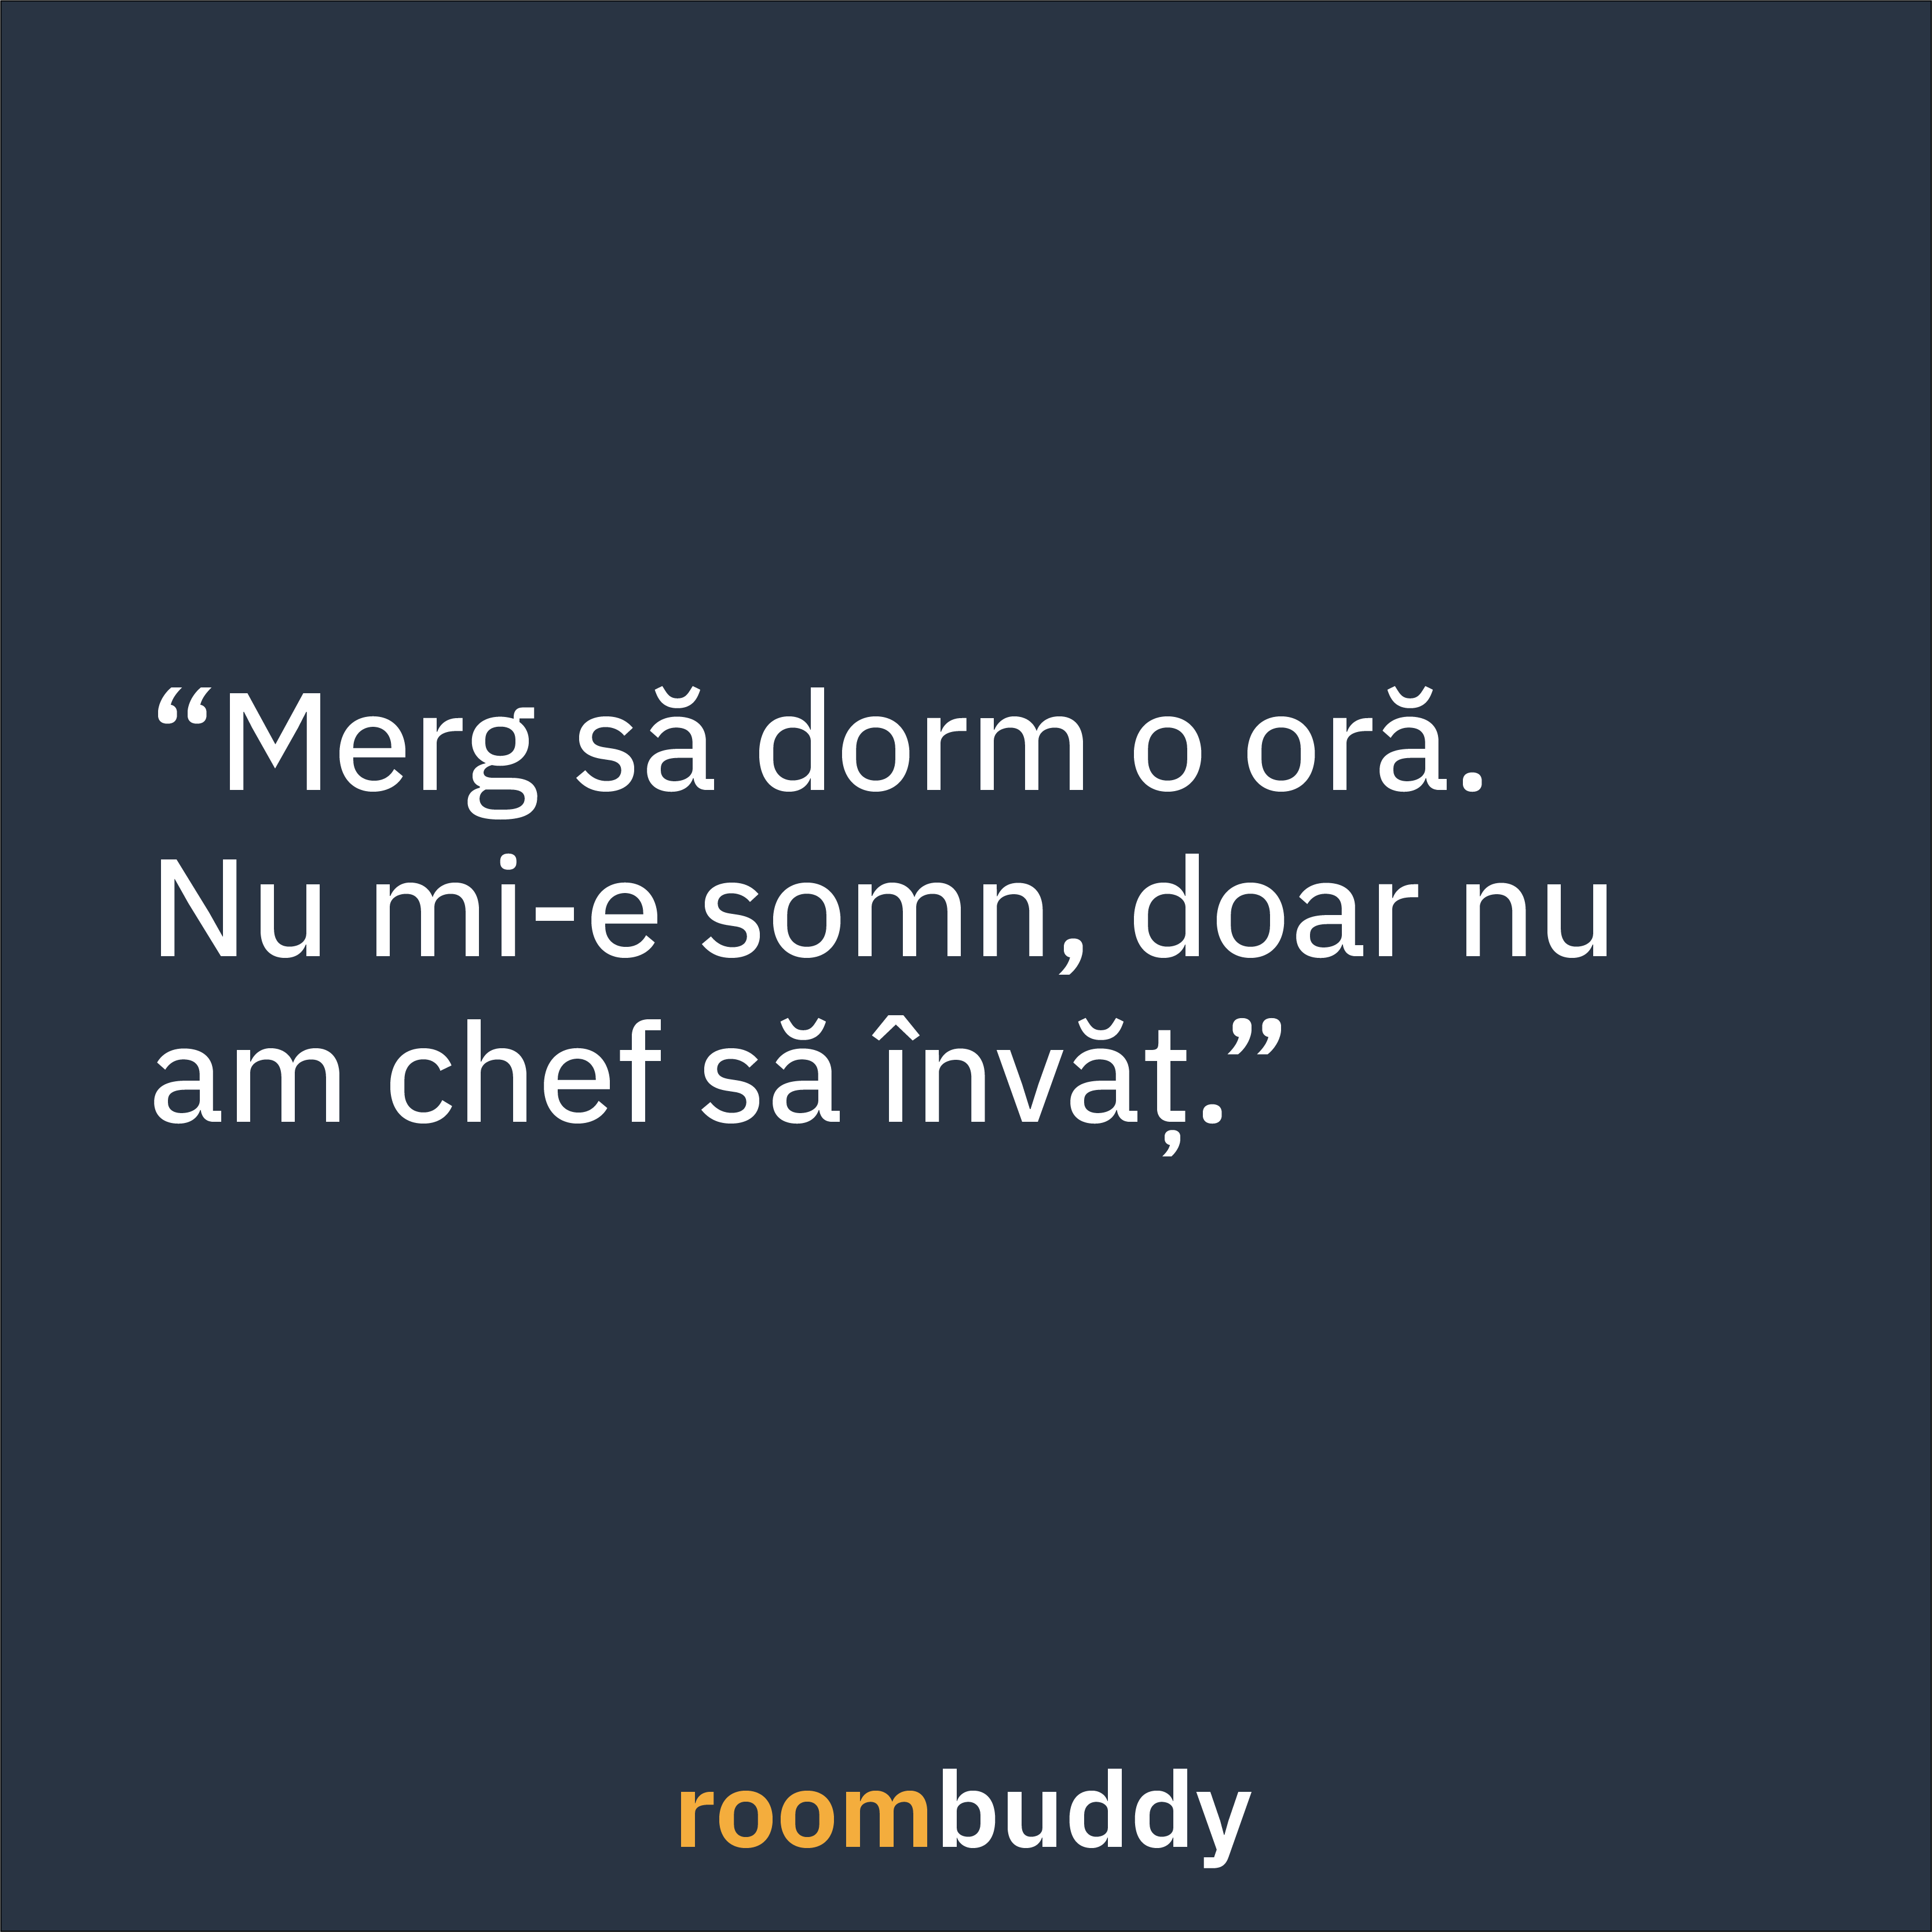 “Merg să dorm o oră.
Nu mi-e somn, doar nu
am chef să învăț.”
roombuddy